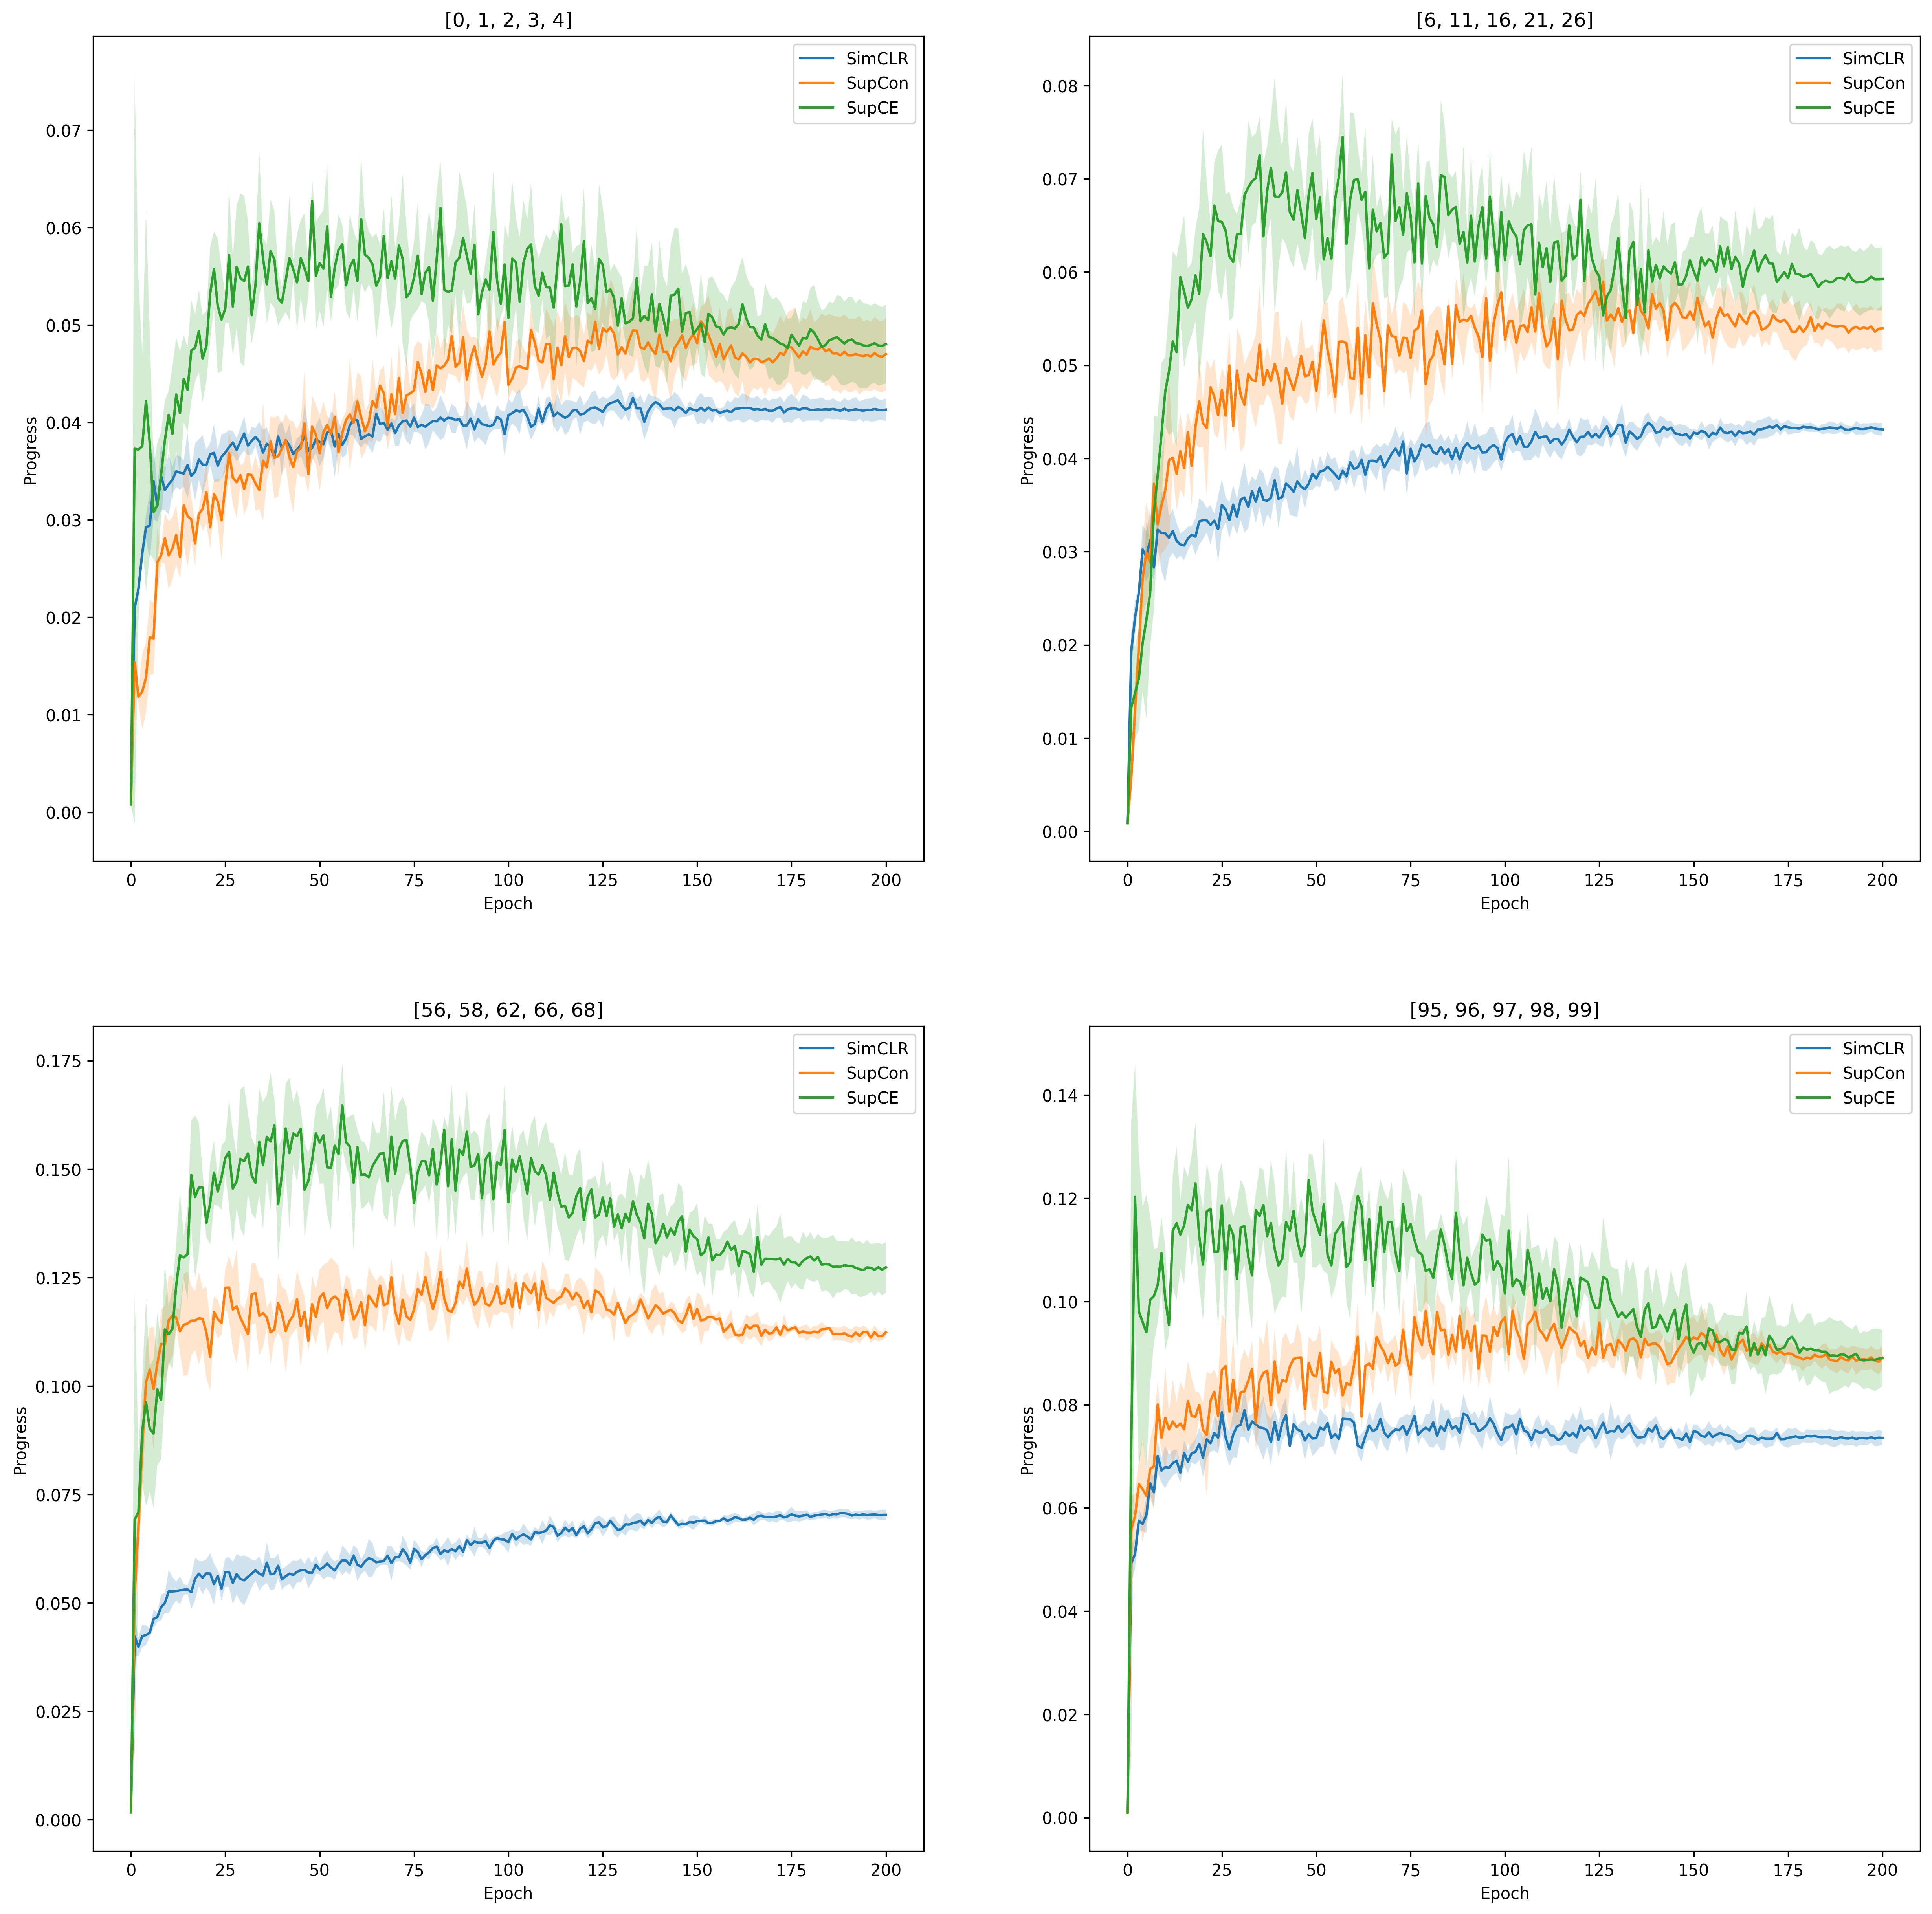 [0, 1, 2, 3, 4]
SimCLR
SupCon
SupCE
Progress
0.07
0.06
0.05
0.04
0.03
0.02
0.01
0.00
0 25 50 75 100 125 150 175 200
Epoch
[6, 11, 16, 21, 26]
SimCLR
SupCon
SupCE
Progress
0.08
0.07
0.06
0.05
0.04
0.03
0.02
0.01
0.00
0 25 50 75 100 125 150 175 200
Epoch
[56, 58, 62, 66, 68]
SimCLR
SupCon
SupCE
Progress
0.175
0.150
0.125
0.100
0.075
0.050
0.025
0.000
0 25 50 75 100 125 150 175 200
Epoch
[95, 96, 97, 98, 99]
SimCLR
SupCon
SupCE
Progress
0.14
0.12
0.10
0.08
0.06
0.04
0.02
0.00
0 25 50 75 100 125 150 175 200
Epoch